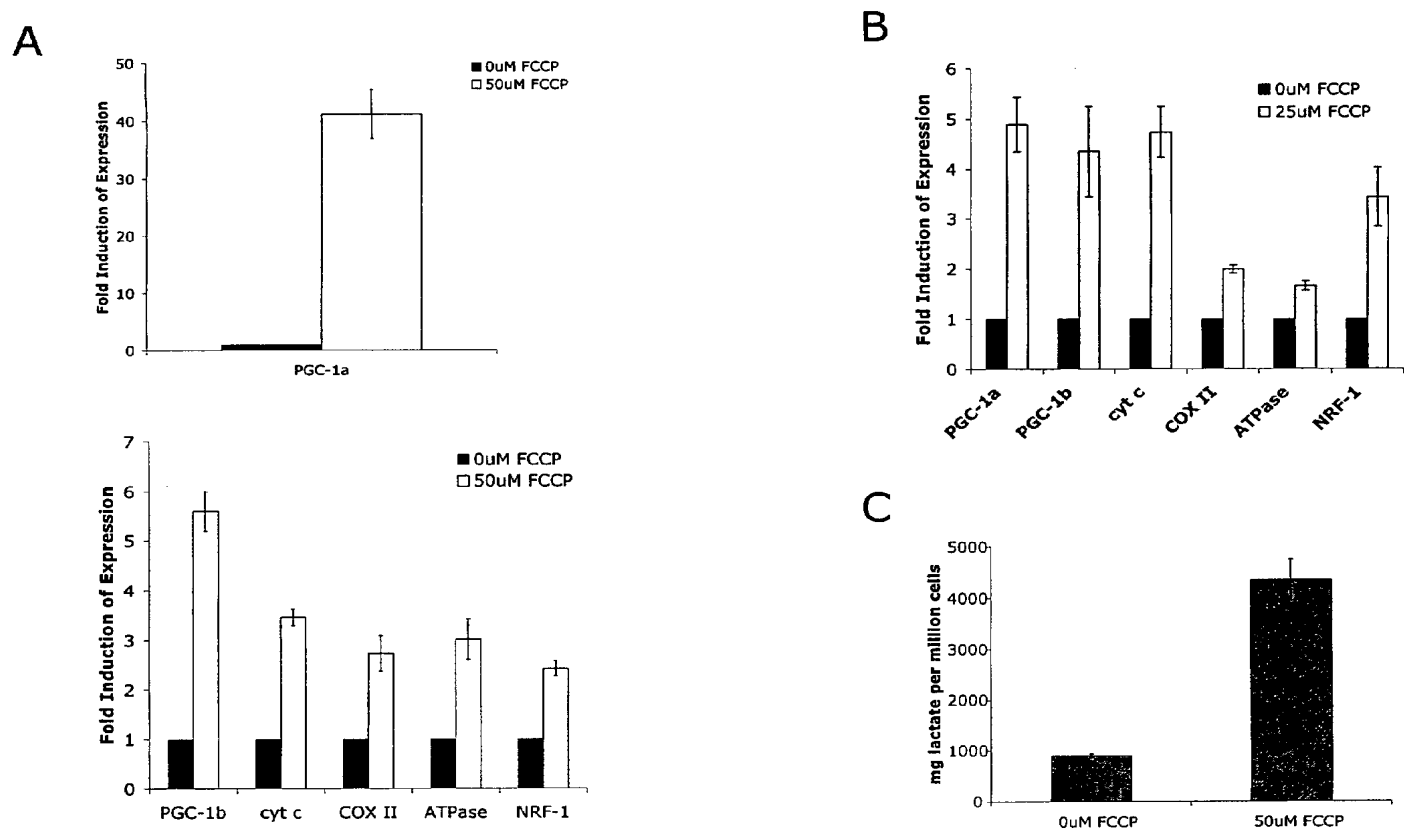 A
0uM FCCP
50uM FCCP
Fold Induction of Expression
50
40
30
20
10
0
PGC-1a
0uM FCCP
50uM FCCP
Fold Induction of Expression
7
6
5
4
3
2
1
0
PGC-1b cyt c COX II ATPase NRF-1
B
0uM FCCP
25uM FCCP
Fold Induction of Expression
6
5
4
3
2
1
0
PGC-1a PGC-1b cyt c COX II ATPase NRF-1
C
mg lactate per million cells
5000
4000
3000
2000
1000
0
0uM FCCP 50uM FCCP